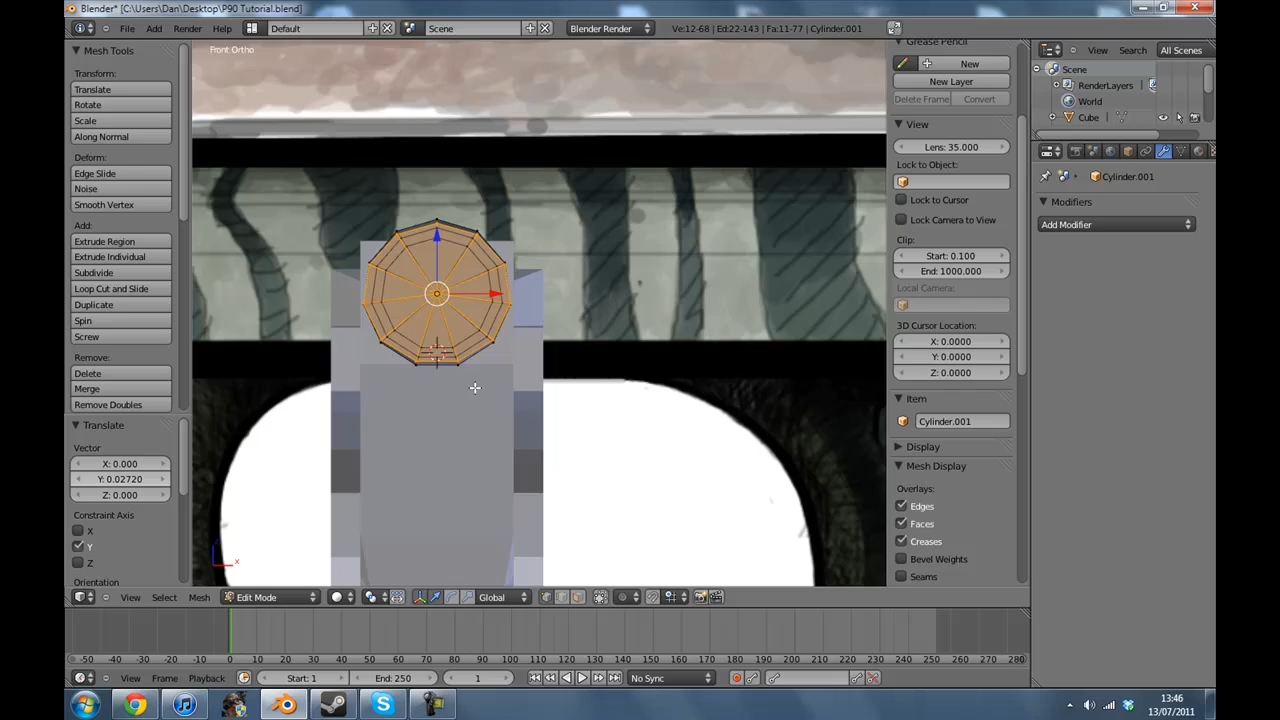 Blender* [C:\Users\Dan\Desktop\P90 Tutorial.blend]
File Add Render Help Default Scene Blender Render Ve:12-68 | Ed:22-143 | Fa:11-77 | Cylinder.001
Mesh Tools
Transform:
Translate
Rotate
Scale
Along Normal
Deform:
Edge Slide
Noise
Smooth Vertex
Add:
Extrude Region
Extrude Individual
Subdivide
Loop Cut and Slide
Duplicate
Spin
Screw
Remove:
Delete
Merge
Remove Doubles
Translate
Vector
X: 0.000
Y: 0.02720
Z: 0.000
Constraint Axis
X
Y
Z
Orientation
Front Ortho
x
View Select Mesh Edit Mode Global
Grease Pencil
New
New Layer
Delete Frame Convert
View
Lens: 35.000
Lock to Object:
Lock to Cursor
Lock Camera to View
Clip:
Start: 0.100
End: 1000.000
Local Camera:
3D Cursor Location:
X: 0.0000
Y: 0.0000
Z: 0.0000
Item
Cylinder.001
Display
Mesh Display
Overlays:
Edges
Faces
Creases
Bevel Weights
Seams
View Search All Scenes
Scene
RenderLayers
World
Cube
Cylinder.001
Modifiers
Add Modifier
-50 -40 -30 -20 -10 0 10 20 30 40 50 60 70 80 90 100 110 120 130 140 150 160 170 180 190 200 210 220 230 240 250 260 270 280
View Frame Playback Start: 1 End: 250 1 No Sync
13:46
13/07/2011